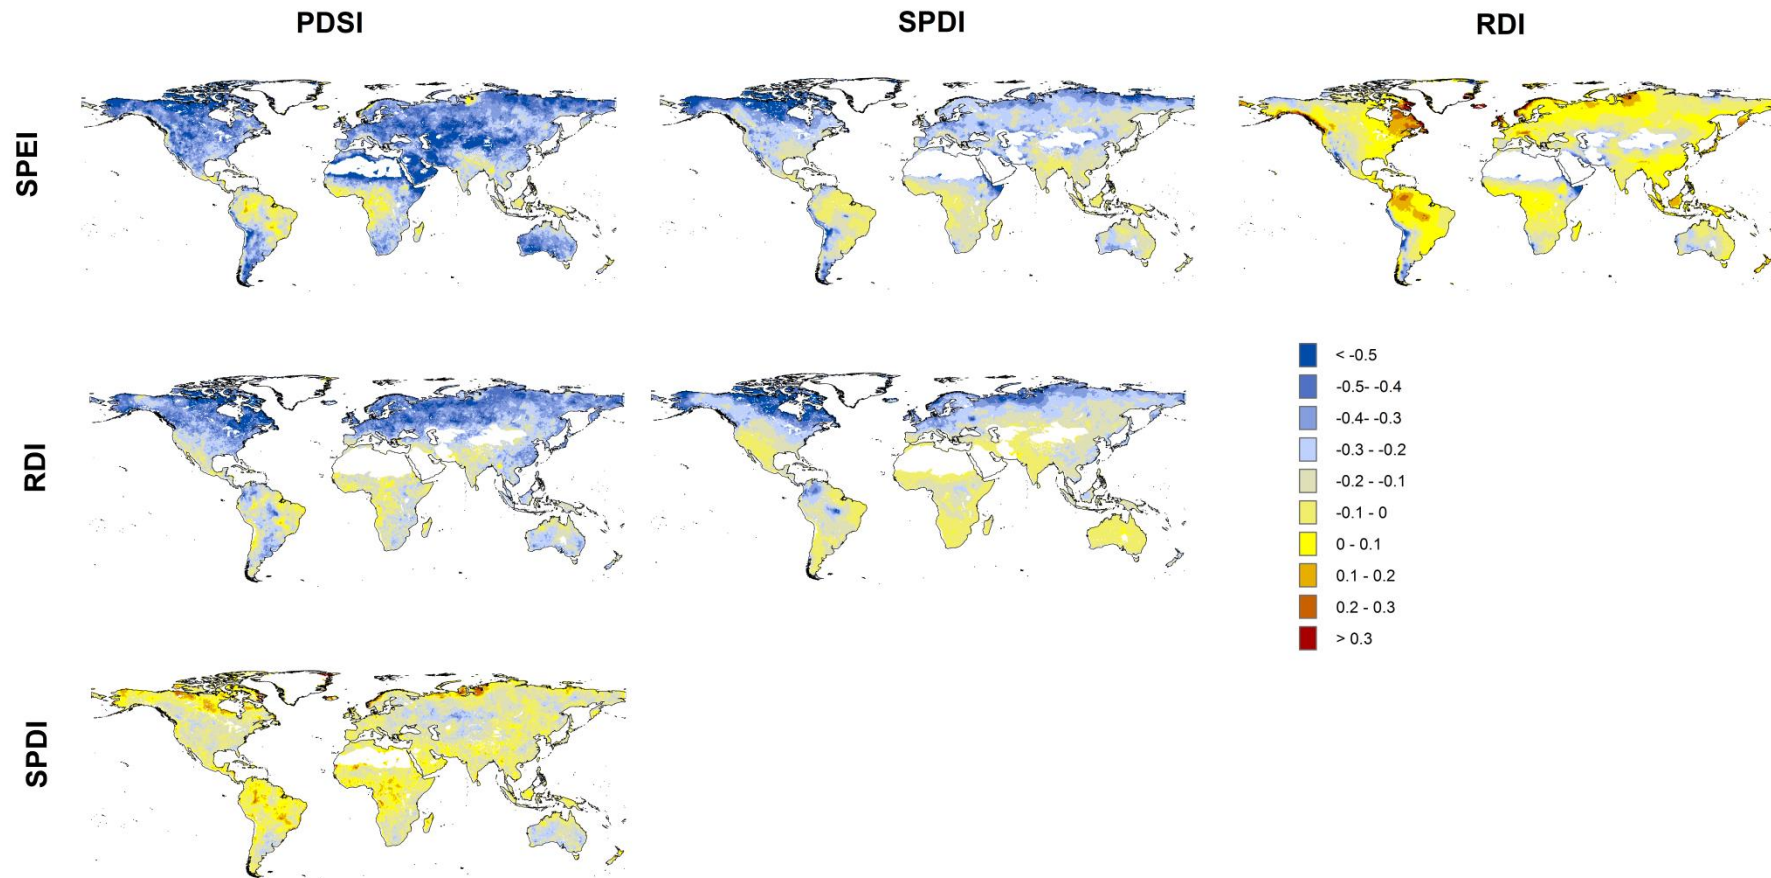 PDSI SPDI RDI
SPEI
RDI
< -0.5
-0.5- -0.4
-0.4- -0.3
-0.3- -0.2
-0.2 - -0.1
-0.1 - 0
0 - 0.1
0.1 - 0.2
0.2 - 0.3
> 0.3
SPDI